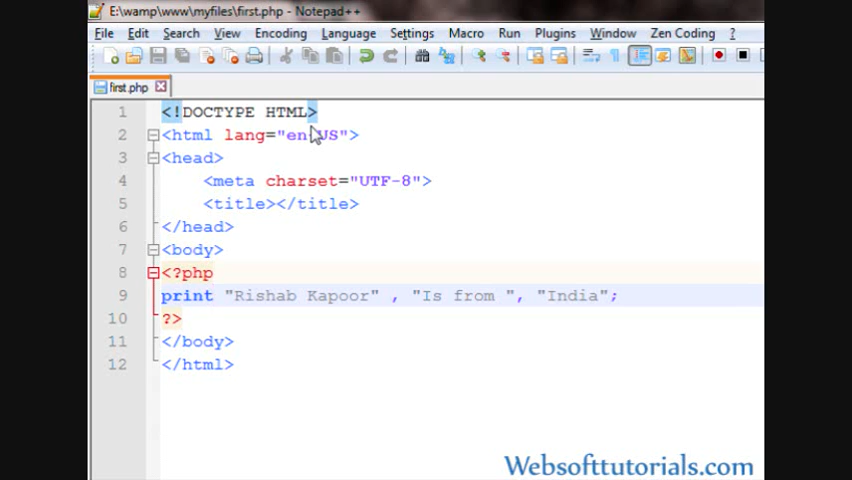 E:\wamp\www\myfiles\first.php - Notepad++
File Edit Search View Encoding Language Settings Macro Run Plugins Window Zen Coding ?
first.php
1 <!DOCTYPE HTML>
2 <html lang="en-US">
3 <head>
4 <meta charset="UTF-8">
5 <title></title>
6 </head>
7 <body>
8 <?php
9 print "Rishab Kapoor" , "Is from ", "India";
10 ?>
11 </body>
12 </html>
Websofttutorials.com